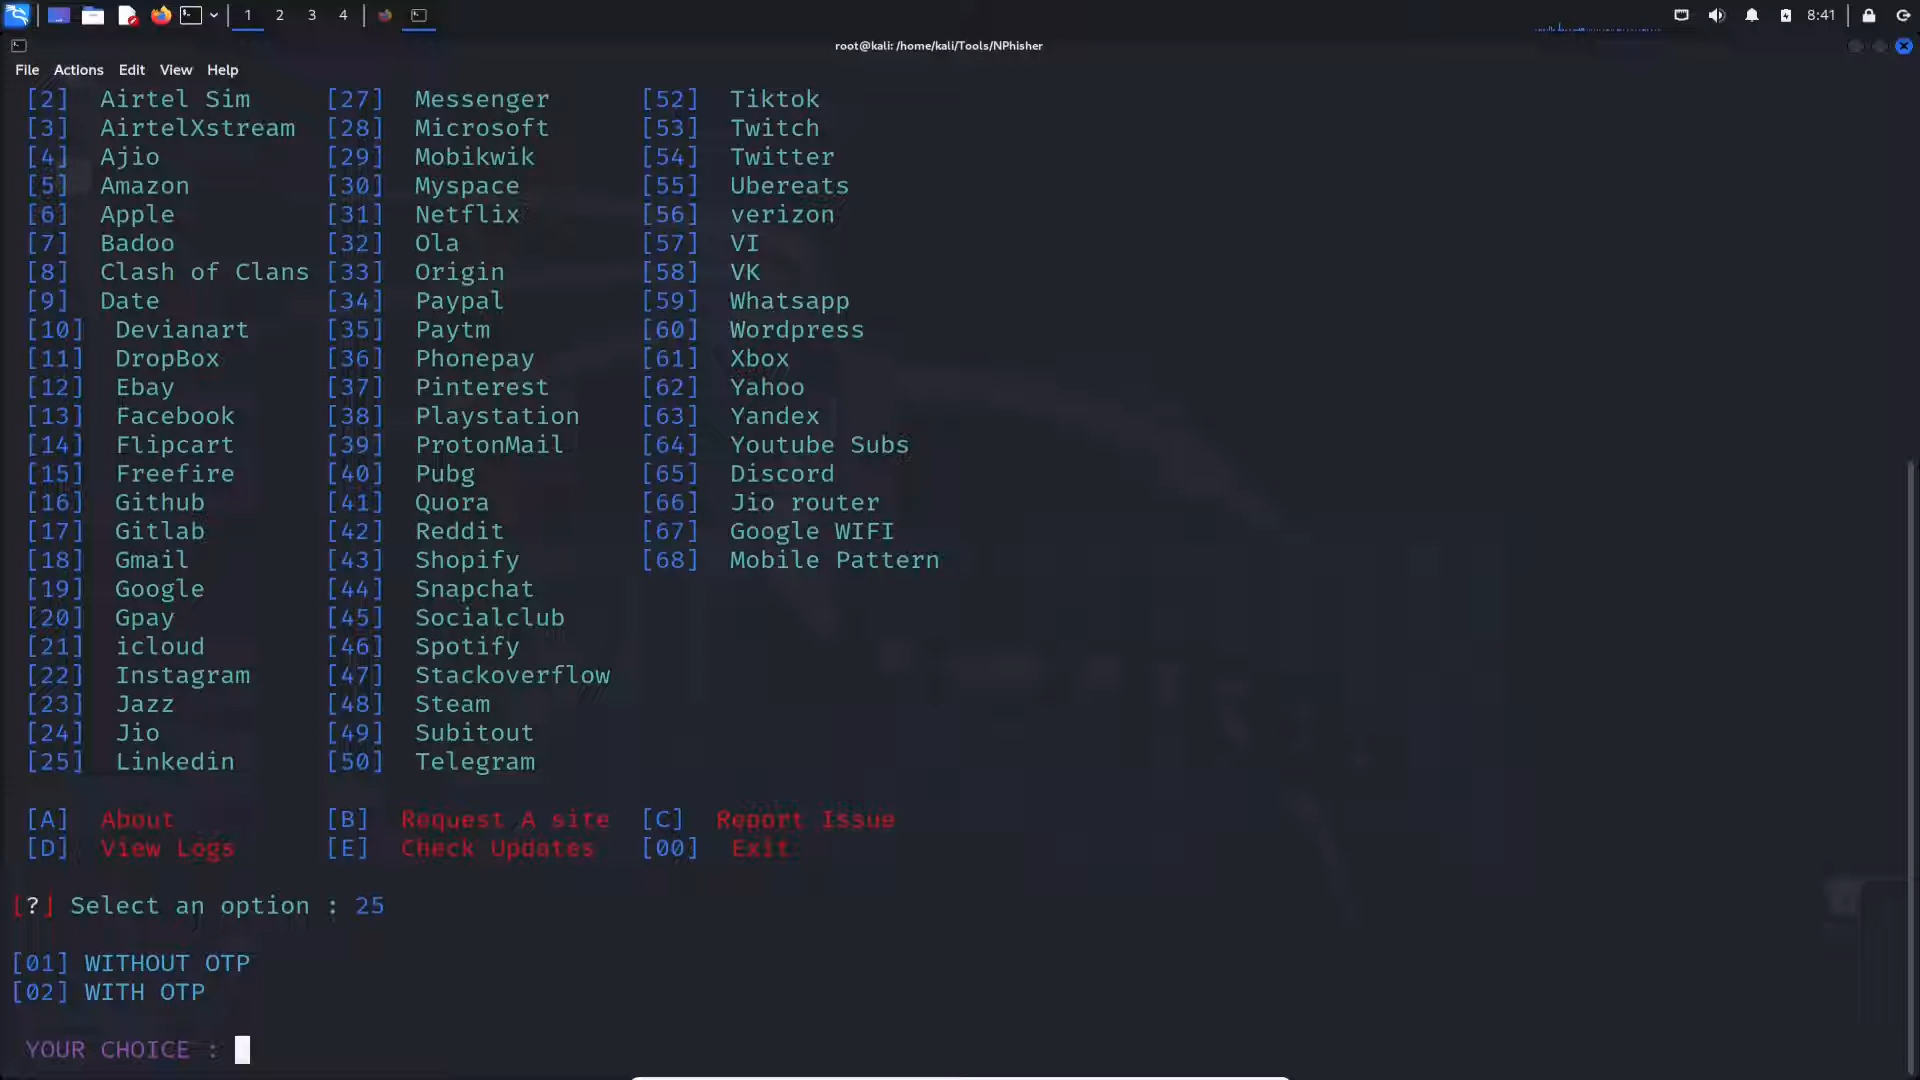 1 2 3 4 8:41
root@kali: /home/kali/Tools/NPhisher
File Actions Edit View Help
[2] Airtel Sim [27] Messenger [52] Tiktok
[3] AirtelXstream [28] Microsoft [53] Twitch
[4] Ajio [29] Mobikwik [54] Twitter
[5] Amazon [30] Myspace [55] Ubereats
[6] Apple [31] Netflix [56] verizon
[7] Badoo [32] Ola [57] VI
[8] Clash of Clans [33] Origin [58] VK
[9] Date [34] Paypal [59] Whatsapp
[10] Devianart [35] Paytm [60] Wordpress
[11] DropBox [36] Phonepay [61] Xbox
[12] Ebay [37] Pinterest [62] Yahoo
[13] Facebook [38] Playstation [63] Yandex
[14] Flipcart [39] ProtonMail [64] Youtube Subs
[15] Freefire [40] Pubg [65] Discord
[16] Github [41] Quora [66] Jio router
[17] Gitlab [42] Reddit [67] Google WIFI
[18] Gmail [43] Shopify [68] Mobile Pattern
[19] Google [44] Snapchat
[20] Gpay [45] Socialclub
[21] icloud [46] Spotify
[22] Instagram [47] Stackoverflow
[23] Jazz [48] Steam
[24] Jio [49] Subitout
[25] Linkedin [50] Telegram
[A] About [B] Request A site [C] Report Issue
[D] View Logs [E] Check Updates [00] Exit
[?] Select an option : 25
[01] WITHOUT OTP
[02] WITH OTP
YOUR CHOICE :